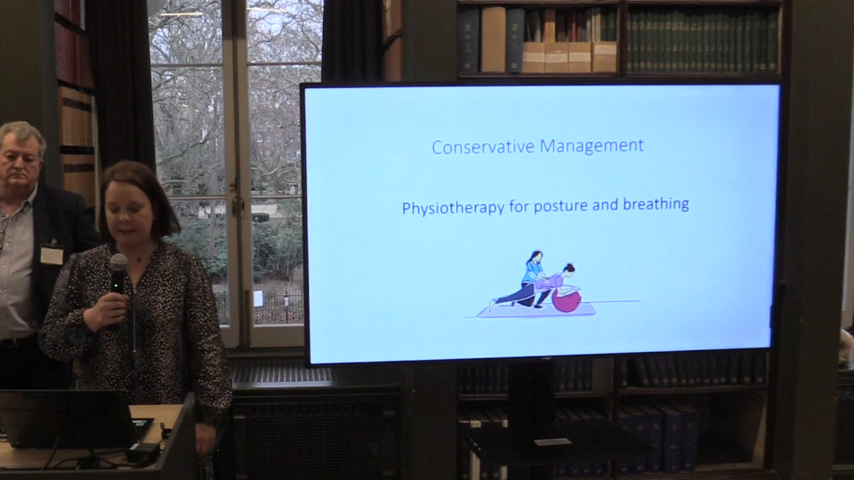 Conservative Management
Physiotherapy for posture and breathing